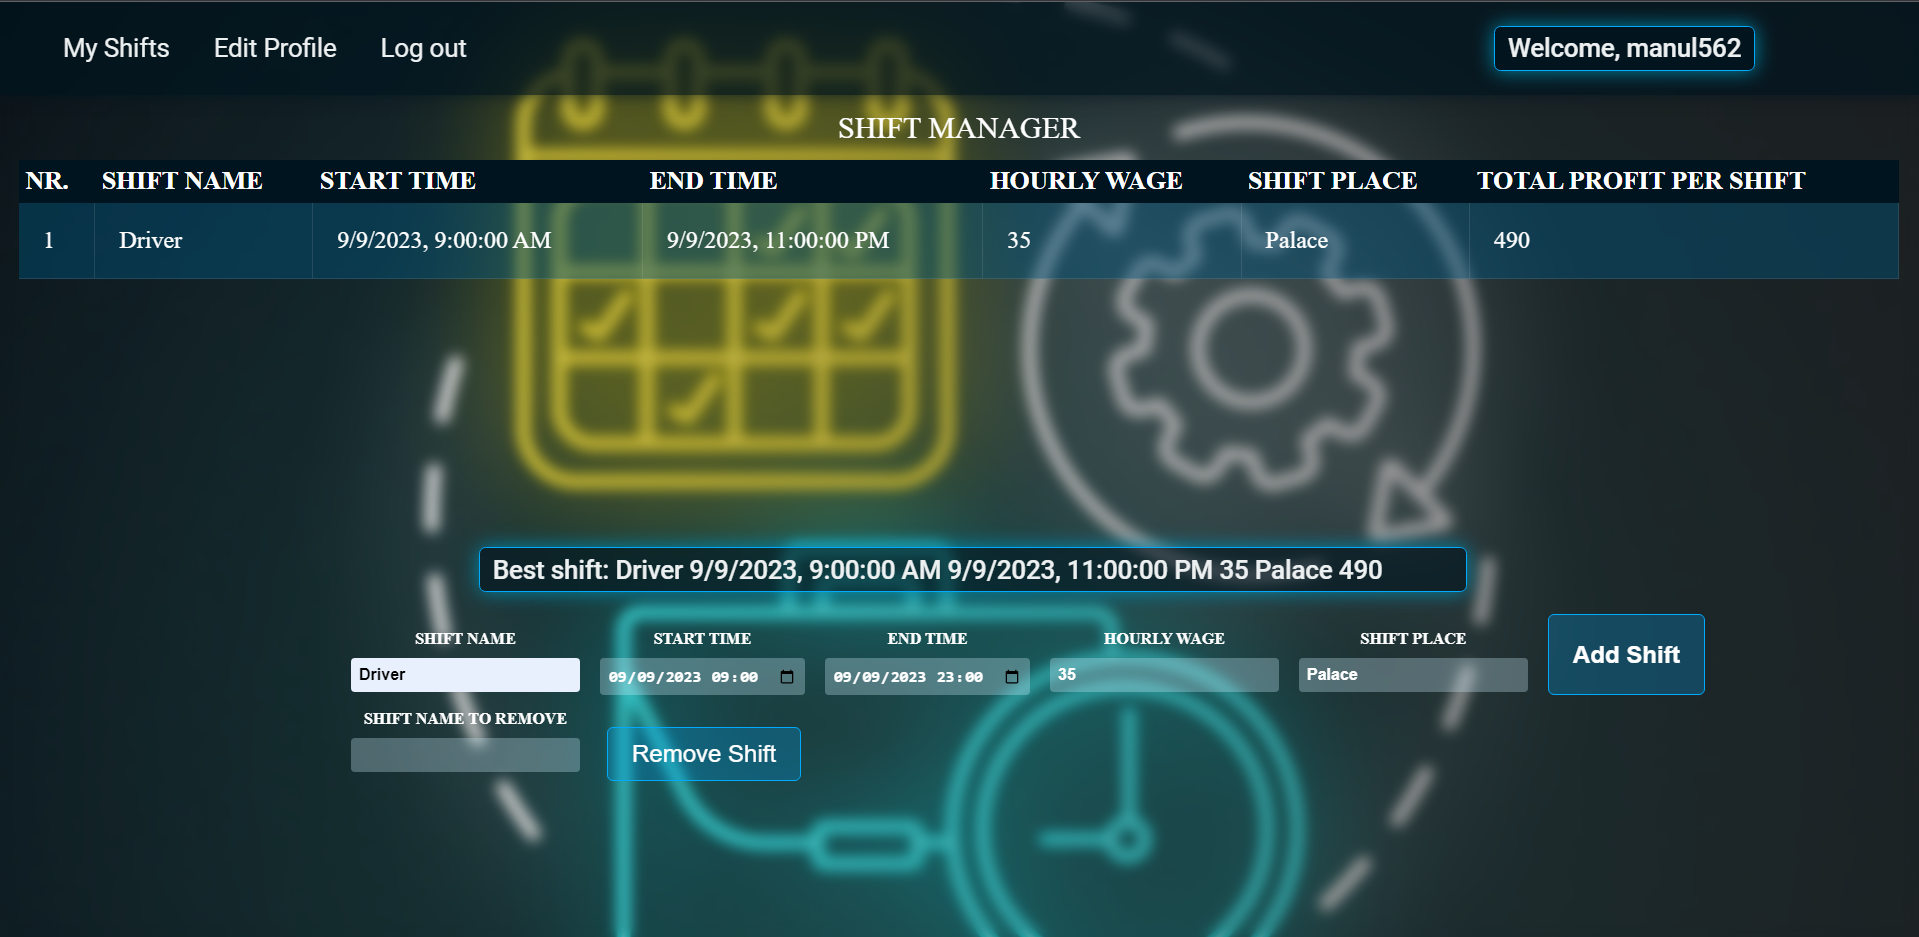 My Shifts Edit Profile Log out Welcome, manul562
SHIFT MANAGER
NR. SHIFT NAME START TIME END TIME HOURLY WAGE SHIFT PLACE TOTAL PROFIT PER SHIFT
1 Driver 9/9/2023, 9:00:00 AM 9/9/2023, 11:00:00 PM 35 Palace 490
Best shift: Driver 9/9/2023, 9:00:00 AM 9/9/2023, 11:00:00 PM 35 Palace 490
SHIFT NAME START TIME END TIME HOURLY WAGE SHIFT PLACE
Driver 09/09/2023 09:00 09/09/2023 23:00 35 Palace Add Shift
SHIFT NAME TO REMOVE
Remove Shift